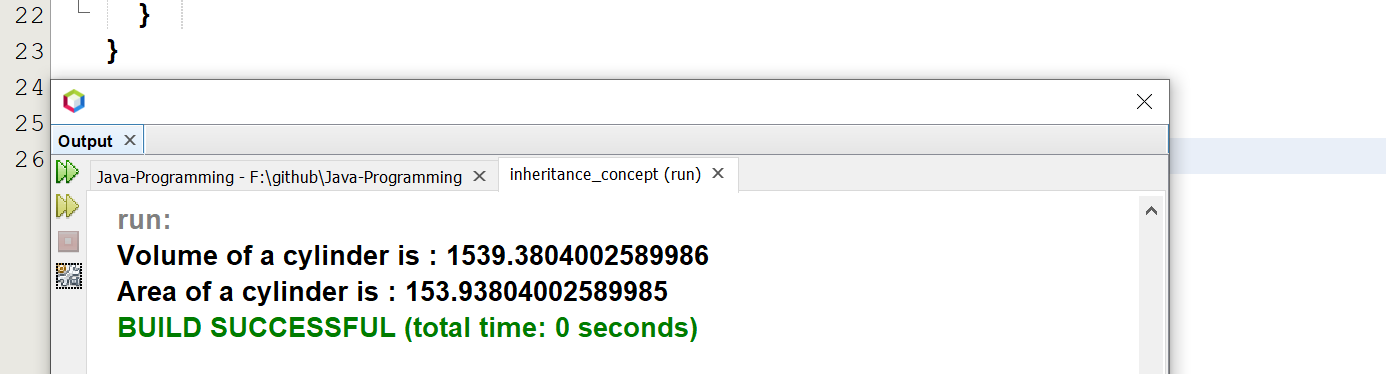 22 }
23 }
24
25
26
Output
Java-Programming - F:\github\Java-Programming
inheritance_concept (run)
run:
Volume of a cylinder is : 1539.3804002589986
Area of a cylinder is : 153.93804002589985
BUILD SUCCESSFUL (total time: 0 seconds)